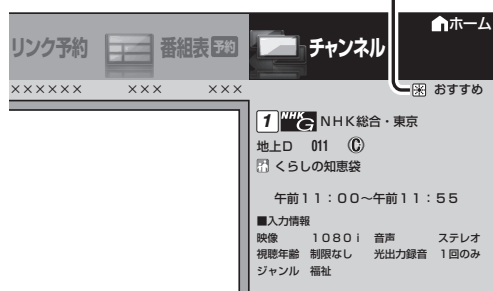 ホーム
リンク予約 番組表 予約 チャンネル
×××××× ××× ××× おすすめ
1 NHK G NHK総合・東京
地上D 011 Ⓒ
くらしの知恵袋
午前11:00~午前11:55
■入力情報
映像 1080i 音声 ステレオ
視聴年齢 制限なし 光出力録音 1回のみ
ジャンル 福祉